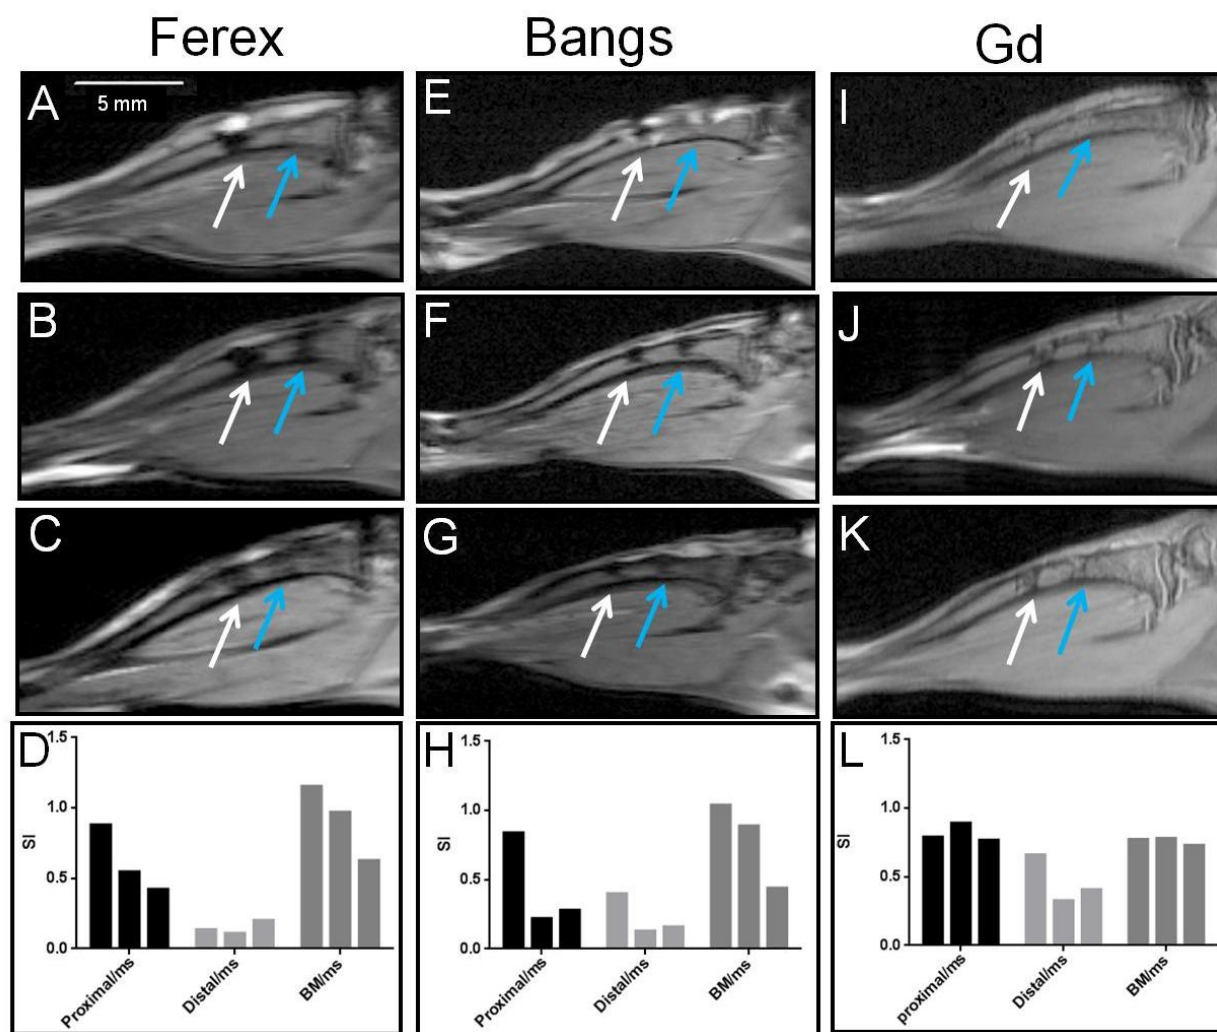 Ferex Bangs Gd
A 5 mm E I
B F J
C G K
D 1.5 1.0 0.5 0.0 SI Proximal/ms Distal/ms BM/ms
H 1.5 1.0 0.5 0.0 SI Proximal/ms Distal/ms BM/ms
L 1.5 1.0 0.5 0.0 SI proximal/ms Distal/ms BM/ms